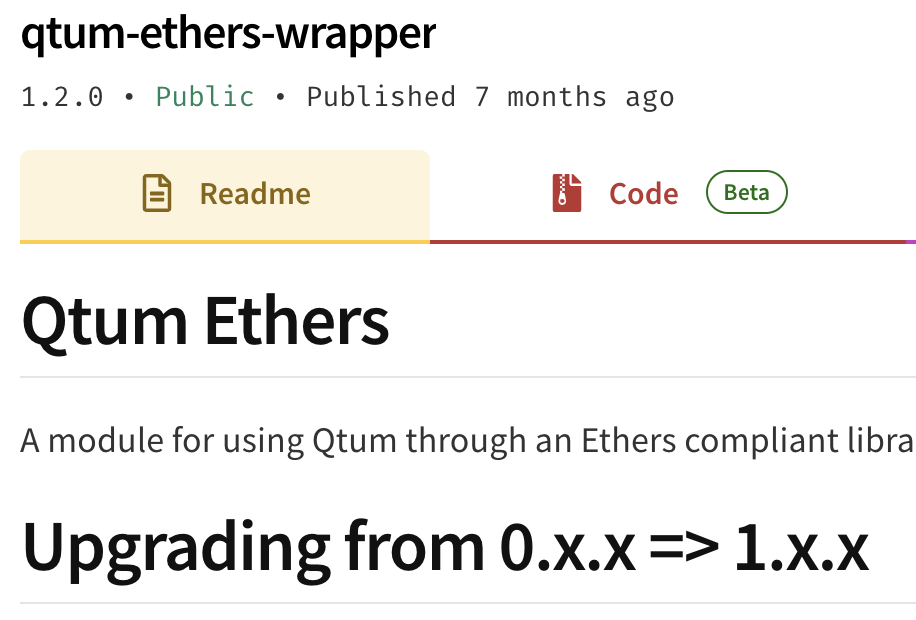 qtum-ethers-wrapper
1.2.0 • Public • Published 7 months ago
Readme Code Beta
Qtum Ethers
A module for using Qtum through an Ethers compliant libra
Upgrading from 0.x.x => 1.x.x